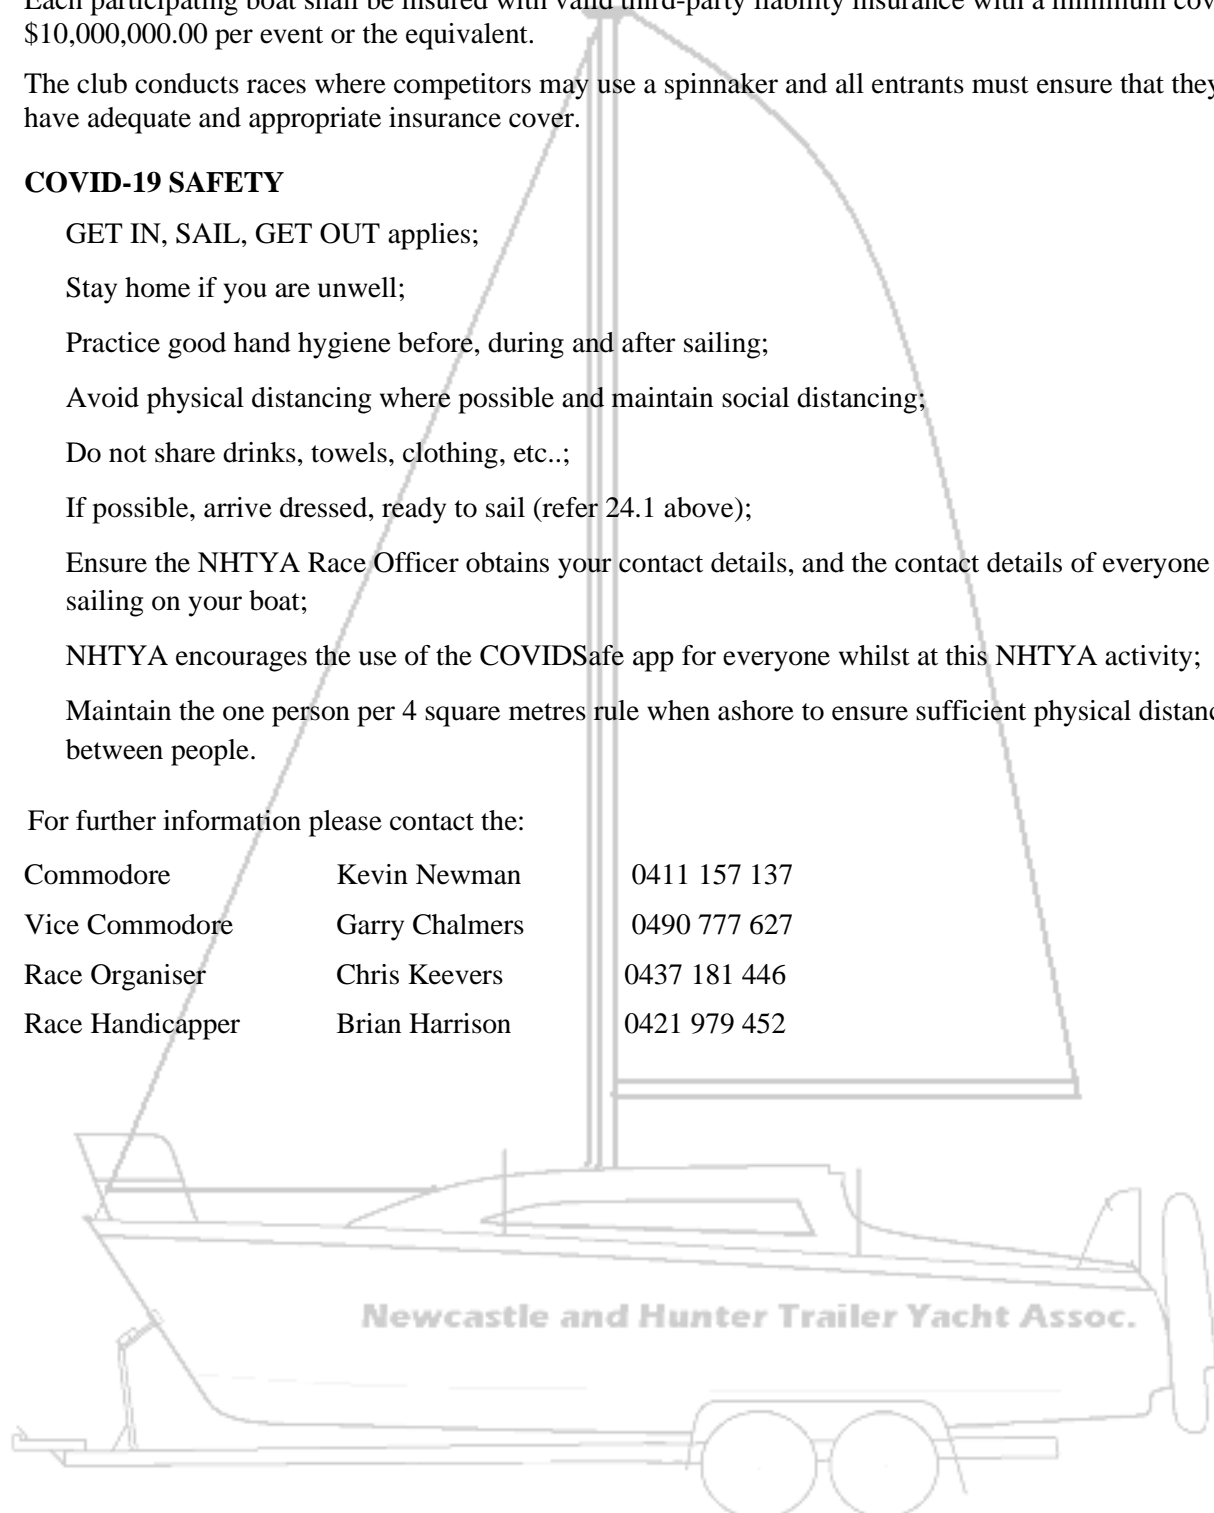 Each participating boat shall be insured with valid third-party liability insurance with a minimum
$10,000,000.00 per event or the equivalent.
The club conducts races where competitors may use a spinnaker and all entrants must ensure that they
have adequate and appropriate insurance cover.
COVID-19 SAFETY
GET IN, SAIL, GET OUT applies;
Stay home if you are unwell;
Practice good hand hygiene before, during and after sailing;
Avoid physical distancing where possible and maintain social distancing;
Do not share drinks, towels, clothing, etc..;
If possible, arrive dressed, ready to sail (refer 24.1 above);
Ensure the NHTYA Race Officer obtains your contact details, and the contact details of everyone
sailing on your boat;
NHTYA encourages the use of the COVIDSafe app for everyone whilst at this NHTYA activity;
Maintain the one person per 4 square metres rule when ashore to ensure sufficient physical
between people.
For further information please contact the:
Commodore Kevin Newman 0411 157 137
Vice Commodore Garry Chalmers 0490 777 627
Race Organiser Chris Keevers 0437 181 446
Race Handicapper Brian Harrison 0421 979 452
Newcastle and Hunter Trailer Yacht Assoc.